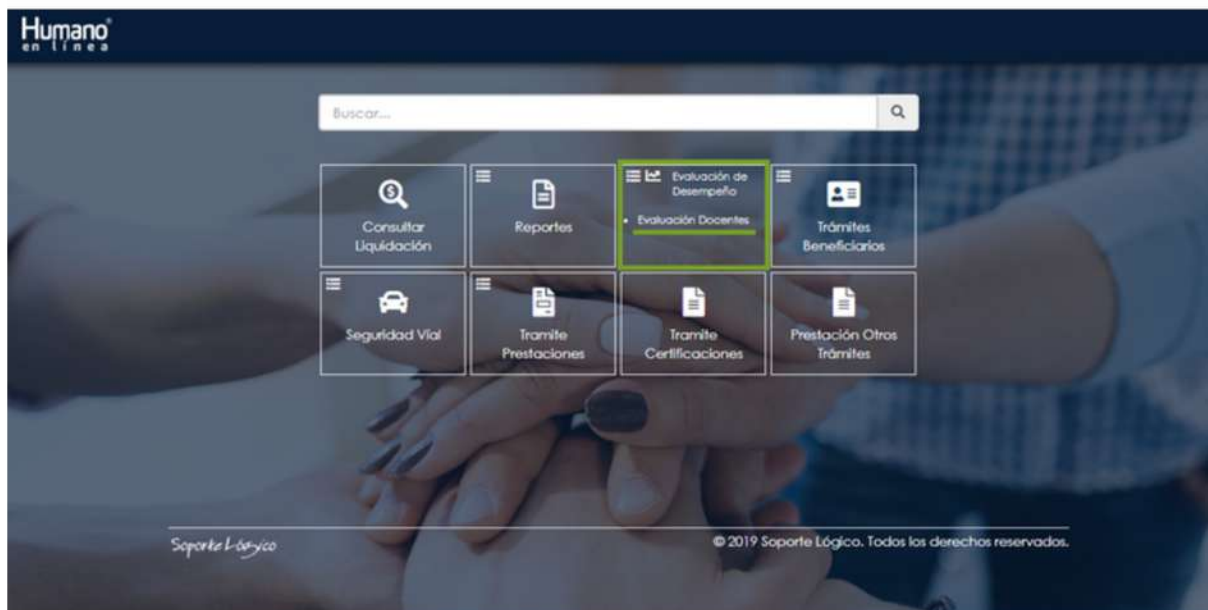 Humano®
en línea
Buscar...
Consultar
Liquidación
Reportes
Evaluación de
Desempeño
Evaluación Docentes
Trámites
Beneficiarios
Seguridad Vial
Tramite
Prestaciones
Tramite
Certificaciones
Prestación Otros
Trámites
Soporte Lógico
© 2019 Soporte Lógico. Todos los derechos reservados.